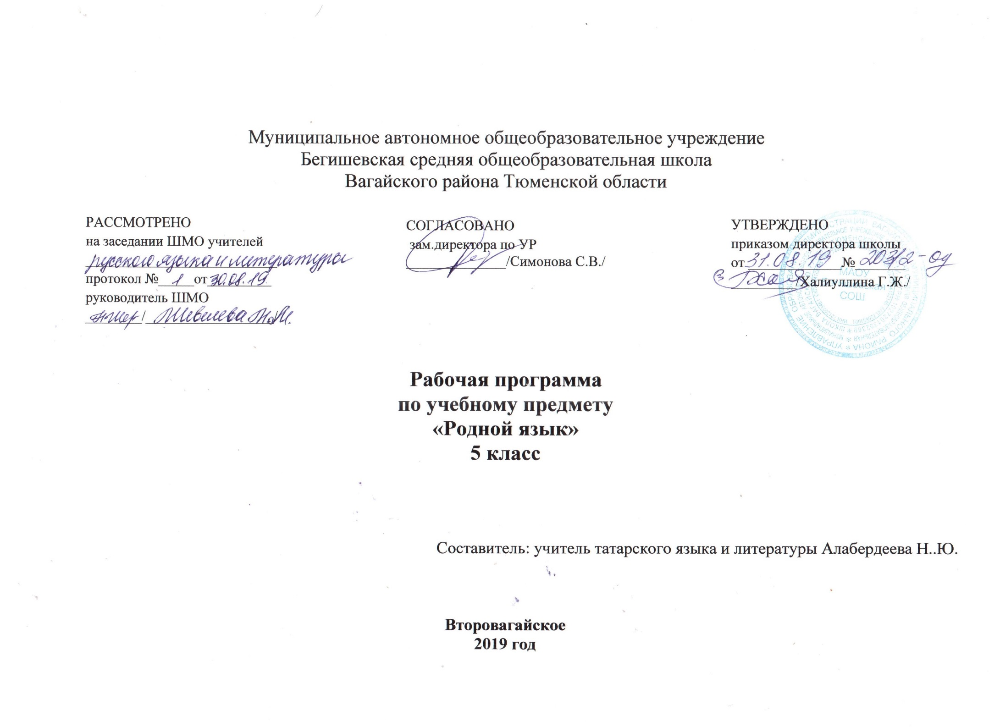 Муниципальное автономное общеобразовательное учреждение
Бегишевская средняя общеобразовательная школа
Вагайского района Тюменской области
РАССМОТРЕНО
на заседании ШМО учителей
русского языка и литературы
протокол № 1 от 30.08.19
руководитель ШМО
/ Шевелева
СОГЛАСОВАНО
зам.директора по УР
/Симонова С.В./
УТВЕРЖДЕНО
приказом директора школы
от 31.08.19 № 203/2-од
/Халиуллина Г.Ж./
МАОУ
Бегишевская
СОШ
Рабочая программа
по учебному предмету
«Родной язык»
5 класс
Составитель: учитель татарского языка и литературы Алабердеева Н..Ю.
Второвагайское
2019 год